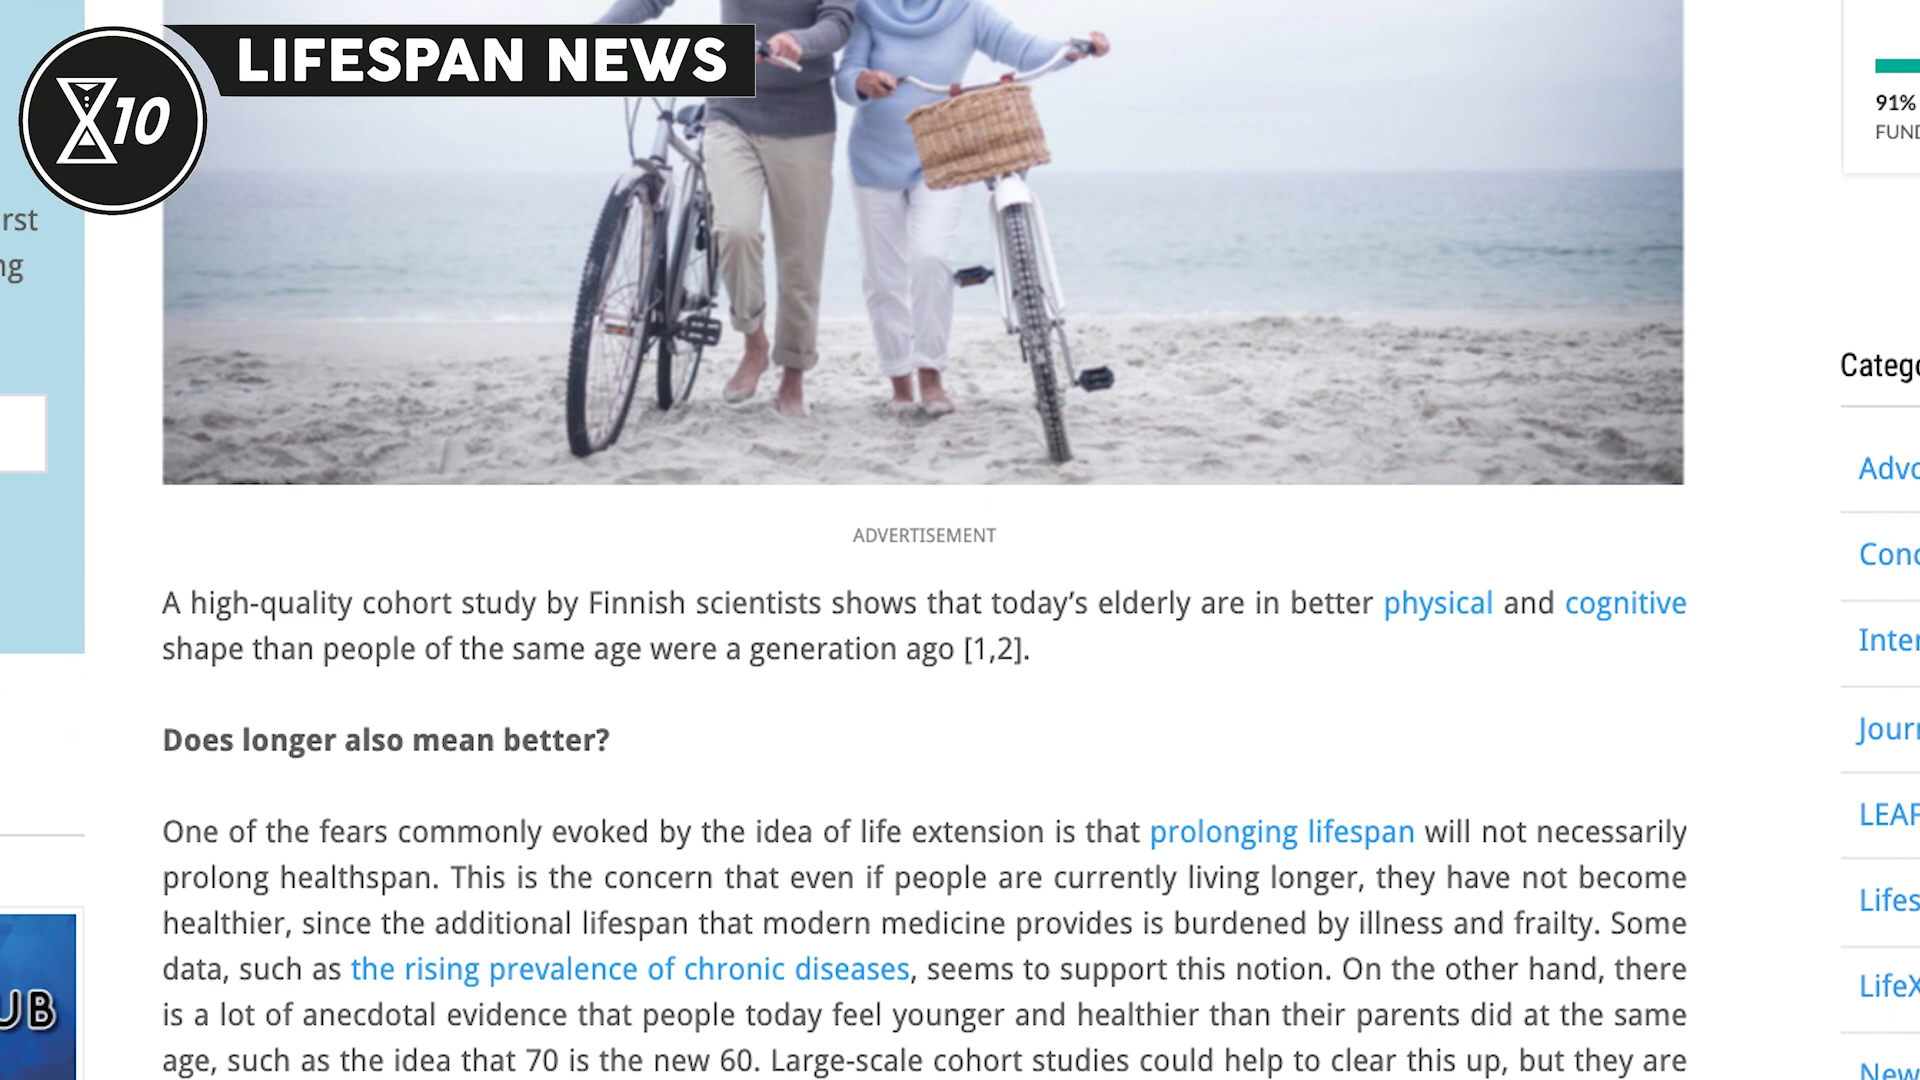 LIFESPAN NEWS
10
rst
ng
91%
FUND
ADVERTISEMENT
A high-quality cohort study by Finnish scientists shows that today’s elderly are in better physical and cognitive
shape than people of the same age were a generation ago [1,2].
Does longer also mean better?
One of the fears commonly evoked by the idea of life extension is that prolonging lifespan will not necessarily
prolong healthspan. This is the concern that even if people are currently living longer, they have not become
healthier, since the additional lifespan that modern medicine provides is burdened by illness and frailty. Some
data, such as the rising prevalence of chronic diseases, seems to support this notion. On the other hand, there
is a lot of anecdotal evidence that people today feel younger and healthier than their parents did at the same
age, such as the idea that 70 is the new 60. Large-scale cohort studies could help to clear this up, but they are
UB
Catego
Advo
Conc
Inter
Journ
LEAF
Lifes
LifeX
New